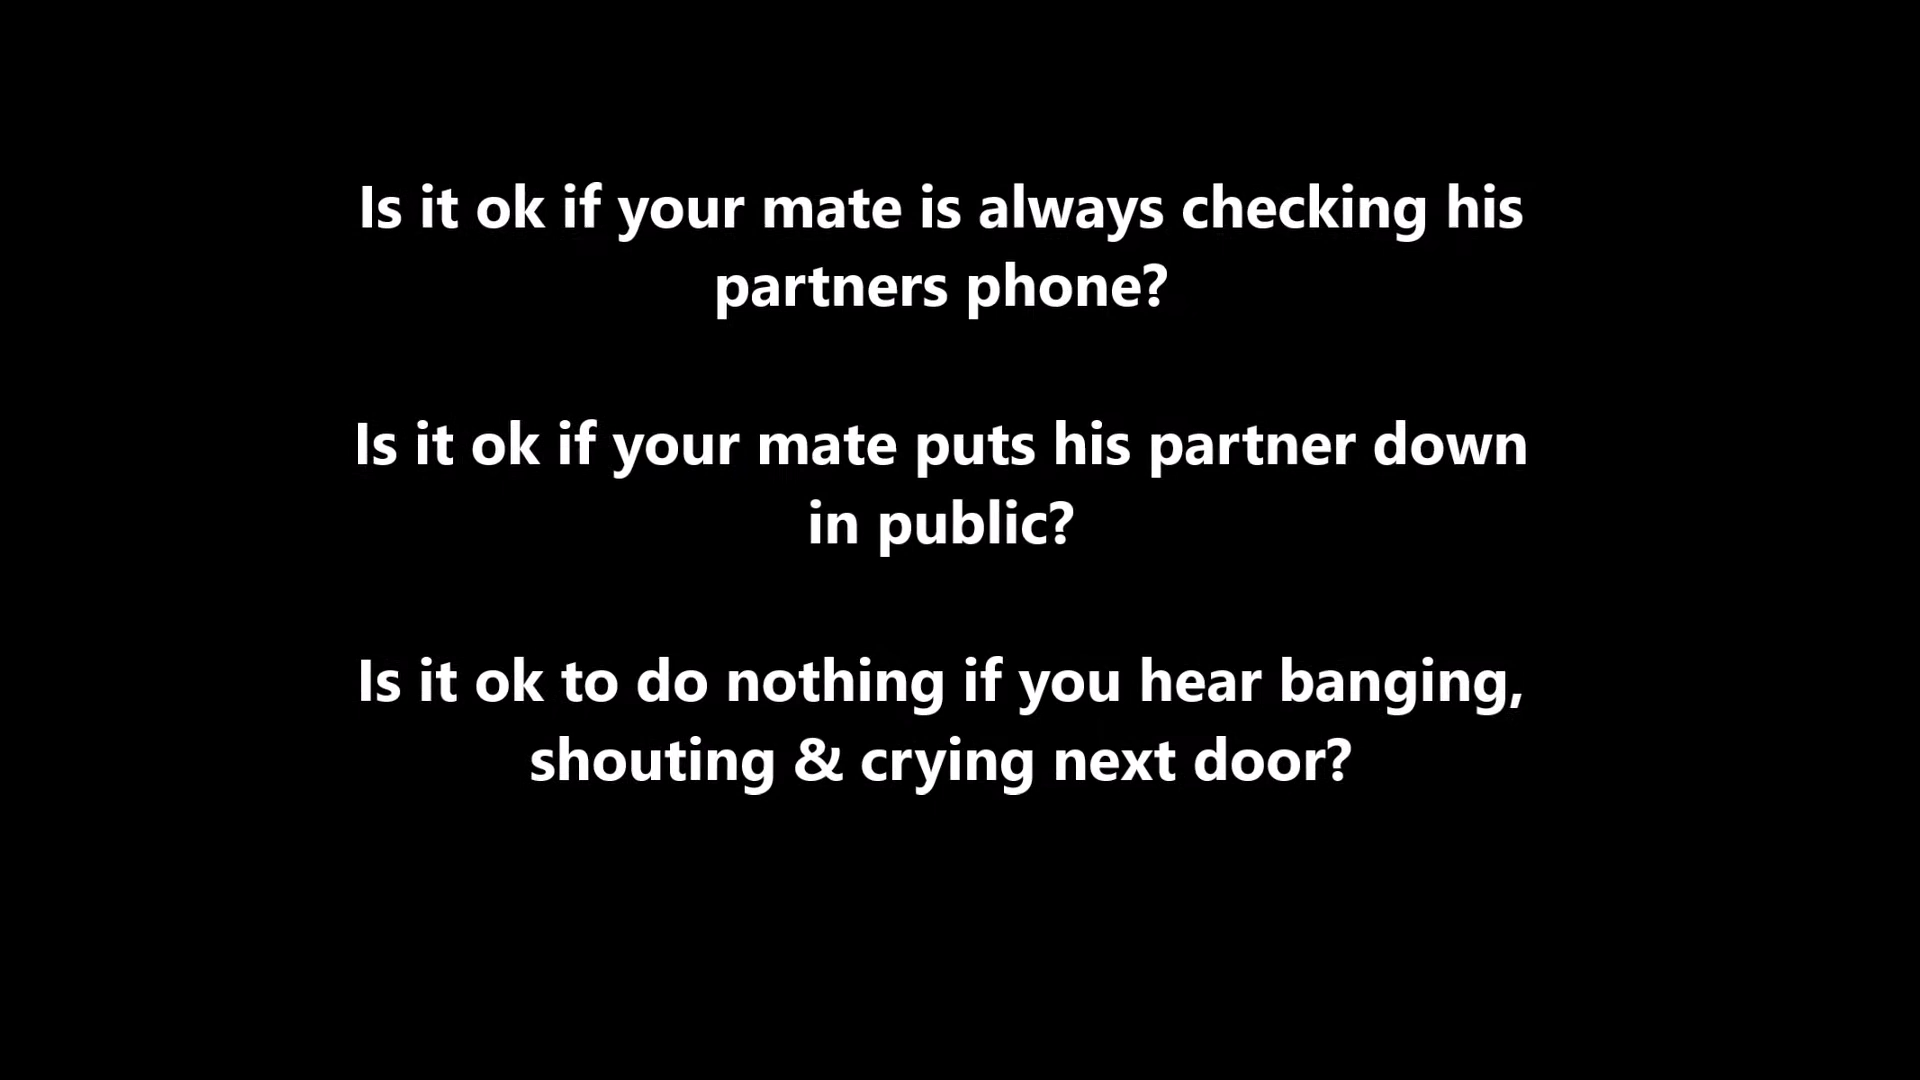 Is it ok if your mate is always checking his
partners phone?
Is it ok if your mate puts his partner down
in public?
Is it ok to do nothing if you hear banging,
shouting & crying next door?